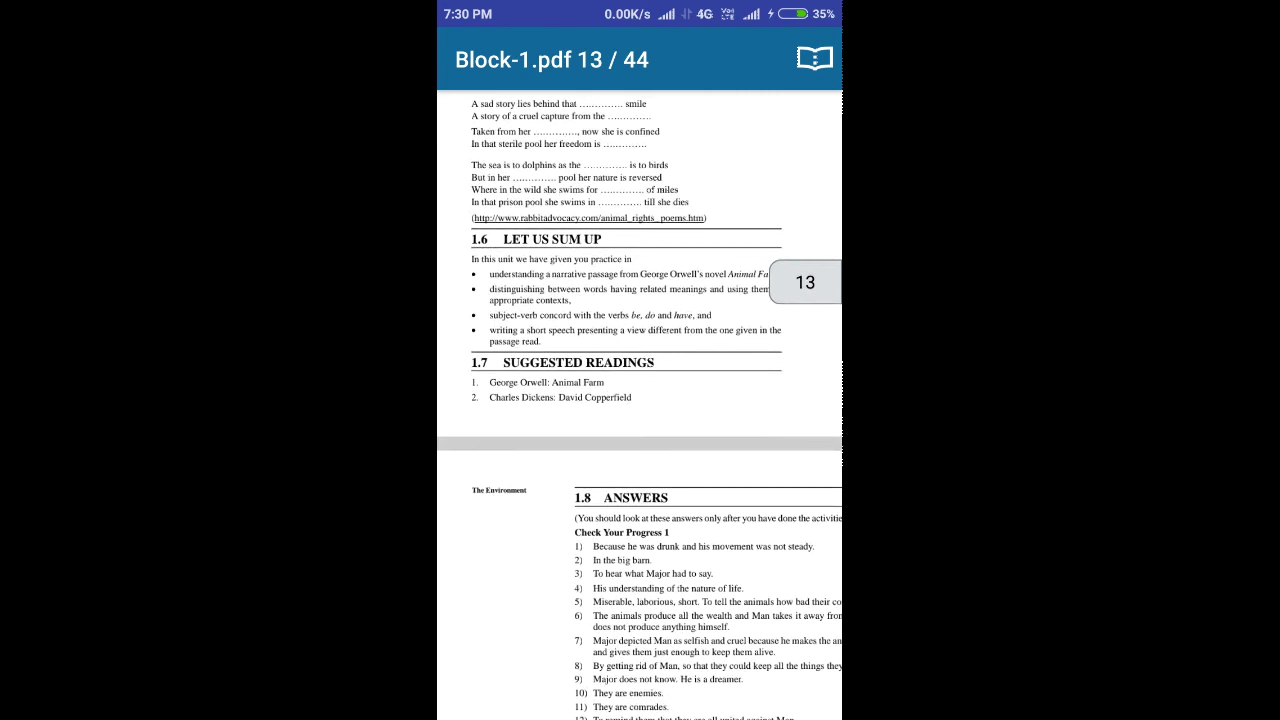 7:30 PM 0.00K/s 4G 35%
Block-1.pdf 13 / 44
A sad story lies behind that ............. smile
A story of a cruel capture from the .............
Taken from her ............., now she is confined
In that sterile pool her freedom is .............
The sea is to dolphins as the ............. is to birds
But in her ............. pool her nature is reversed
Where in the wild she swims for ............. of miles
In that prison pool she swims in ............. till she dies
(http://www.rabbitadvocacy.com/animal_rights_poems.htm)
1.6 LET US SUM UP
In this unit we have given you practice in
• understanding a narrative passage from George Orwell's novel Animal Fa
13
• distinguishing between words having related meanings and using them
appropriate contexts,
• subject-verb concord with the verbs be, do and have, and
• writing a short speech presenting a view different from the one given in the
passage read.
1.7 SUGGESTED READINGS
1. George Orwell: Animal Farm
2. Charles Dickens: David Copperfield
The Environment
1.8 ANSWERS
(You should look at these answers only after you have done the activitie
Check Your Progress 1
1) Because he was drunk and his movement was not steady.
2) In the big barn.
3) To hear what Major had to say.
4) His understanding of the nature of life.
5) Miserable, laborious, short. To tell the animals how bad their co
6) The animals produce all the wealth and Man takes it away from
does not produce anything himself.
7) Major depicted Man as selfish and cruel because he makes the an
and gives them just enough to keep them alive.
8) By getting rid of Man, so that they could keep all the things they
9) Major does not know. He is a dreamer.
10) They are enemies.
11) They are comrades.
12) To remind them that they are all united against Man.